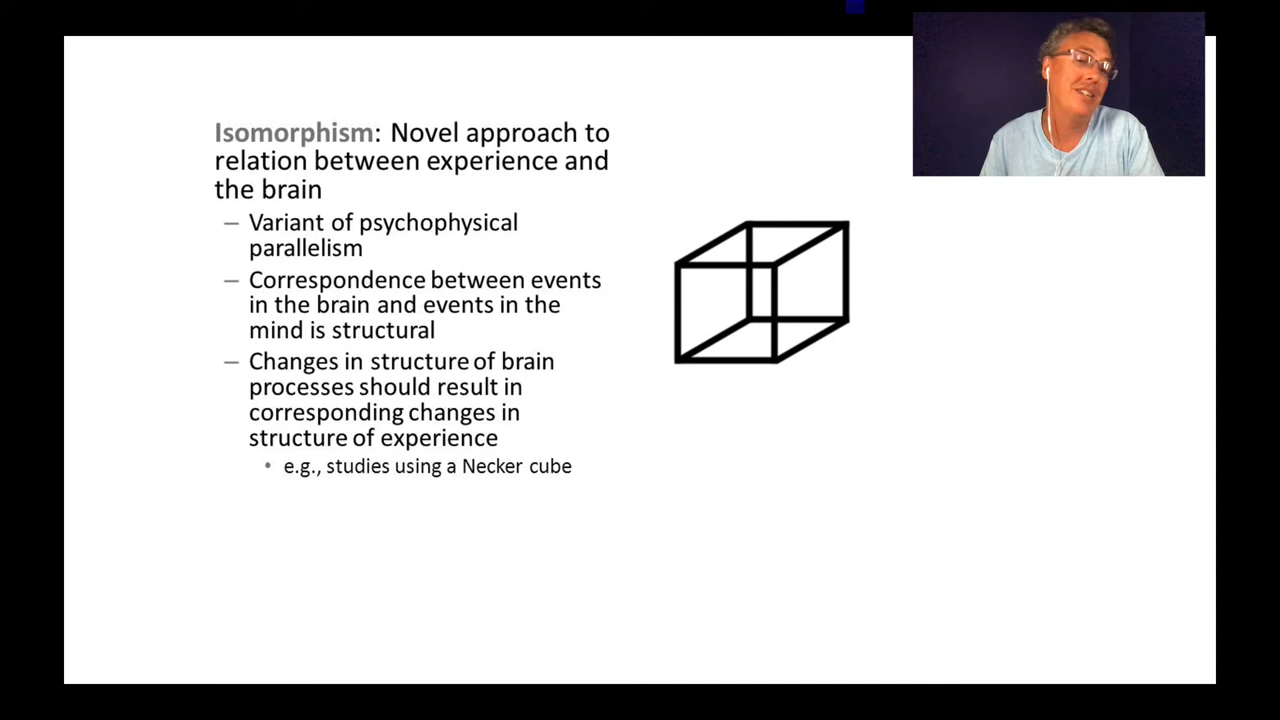 Isomorphism: Novel approach to
relation between experience and
the brain
– Variant of psychophysical
parallelism
– Correspondence between events
in the brain and events in the
mind is structural
– Changes in structure of brain
processes should result in
corresponding changes in
structure of experience
• e.g., studies using a Necker cube